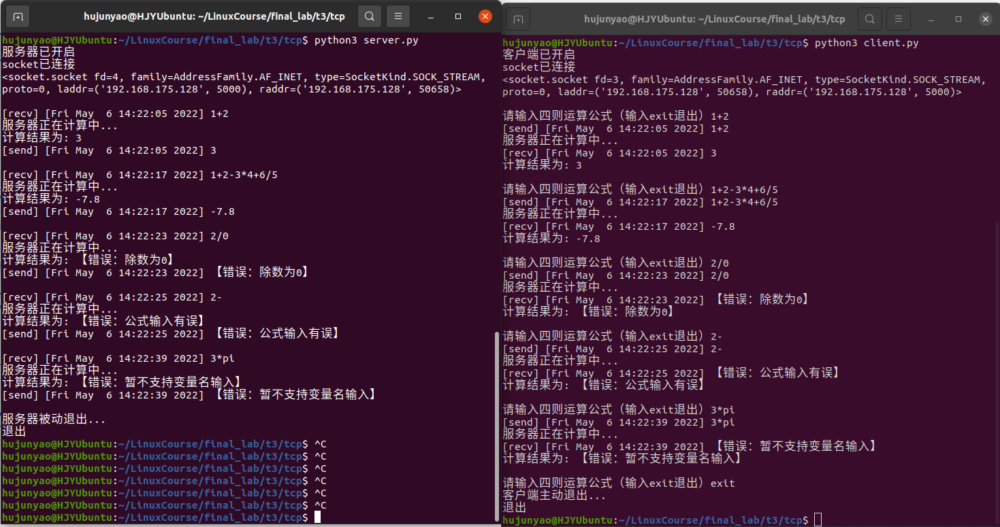 hujunyao@HJYUbuntu: ~/LinuxCourse/final_lab/t3/tcp
hujunyao@HJYUbuntu:~/LinuxCourse/final_lab/t3/tcp$ python3 server.py
服务器已开启
socket已连接
<socket.socket fd=4, family=AddressFamily.AF_INET, type=SocketKind.SOCK_STREAM,
proto=0, laddr=('192.168.175.128', 5000), raddr=('192.168.175.128', 50658)>
[recv] [Fri May  6 14:22:05 2022] 1+2
服务器正在计算中...
计算结果为: 3
[send] [Fri May  6 14:22:05 2022] 3
[recv] [Fri May  6 14:22:17 2022] 1+2-3*4+6/5
服务器正在计算中...
计算结果为: -7.8
[send] [Fri May  6 14:22:17 2022] -7.8
[recv] [Fri May  6 14:22:23 2022] 2/0
服务器正在计算中...
计算结果为: 【错误：除数为0】
[send] [Fri May  6 14:22:23 2022] 【错误：除数为0】
[recv] [Fri May  6 14:22:25 2022] 2-
服务器正在计算中...
计算结果为: 【错误：公式输入有误】
[send] [Fri May  6 14:22:25 2022] 【错误：公式输入有误】
[recv] [Fri May  6 14:22:39 2022] 3*pi
服务器正在计算中...
计算结果为: 【错误：暂不支持变量名输入】
[send] [Fri May  6 14:22:39 2022] 【错误：暂不支持变量名输入】
服务器被动退出...
退出
hujunyao@HJYUbuntu:~/LinuxCourse/final_lab/t3/tcp$ ^C
hujunyao@HJYUbuntu:~/LinuxCourse/final_lab/t3/tcp$ ^C
hujunyao@HJYUbuntu:~/LinuxCourse/final_lab/t3/tcp$ ^C
hujunyao@HJYUbuntu:~/LinuxCourse/final_lab/t3/tcp$ ^C
hujunyao@HJYUbuntu:~/LinuxCourse/final_lab/t3/tcp$ ^C
hujunyao@HJYUbuntu:~/LinuxCourse/final_lab/t3/tcp$ ^C
hujunyao@HJYUbuntu:~/LinuxCourse/final_lab/t3/tcp$
hujunyao@HJYUbuntu: ~/LinuxCourse/final_lab/t3/tcp
hujunyao@HJYUbuntu:~/LinuxCourse/final_lab/t3/tcp$ python3 client.py
客户端已开启
socket已连接
<socket.socket fd=3, family=AddressFamily.AF_INET, type=SocketKind.SOCK_STREAM,
proto=0, laddr=('192.168.175.128', 50658), raddr=('192.168.175.128', 5000)>
请输入四则运算公式（输入exit退出）1+2
[send] [Fri May  6 14:22:05 2022] 1+2
服务器正在计算中...
[recv] [Fri May  6 14:22:05 2022] 3
计算结果为: 3
请输入四则运算公式（输入exit退出）1+2-3*4+6/5
[send] [Fri May  6 14:22:17 2022] 1+2-3*4+6/5
服务器正在计算中...
[recv] [Fri May  6 14:22:17 2022] -7.8
计算结果为: -7.8
请输入四则运算公式（输入exit退出）2/0
[send] [Fri May  6 14:22:23 2022] 2/0
服务器正在计算中...
[recv] [Fri May  6 14:22:23 2022] 【错误：除数为0】
计算结果为: 【错误：除数为0】
请输入四则运算公式（输入exit退出）2-
[send] [Fri May  6 14:22:25 2022] 2-
服务器正在计算中...
[recv] [Fri May  6 14:22:25 2022] 【错误：公式输入有误】
计算结果为: 【错误：公式输入有误】
请输入四则运算公式（输入exit退出）3*pi
[send] [Fri May  6 14:22:39 2022] 3*pi
服务器正在计算中...
[recv] [Fri May  6 14:22:39 2022] 【错误：暂不支持变量名输入】
计算结果为: 【错误：暂不支持变量名输入】
请输入四则运算公式（输入exit退出）exit
客户端主动退出...
退出
hujunyao@HJYUbuntu:~/LinuxCourse/final_lab/t3/tcp$